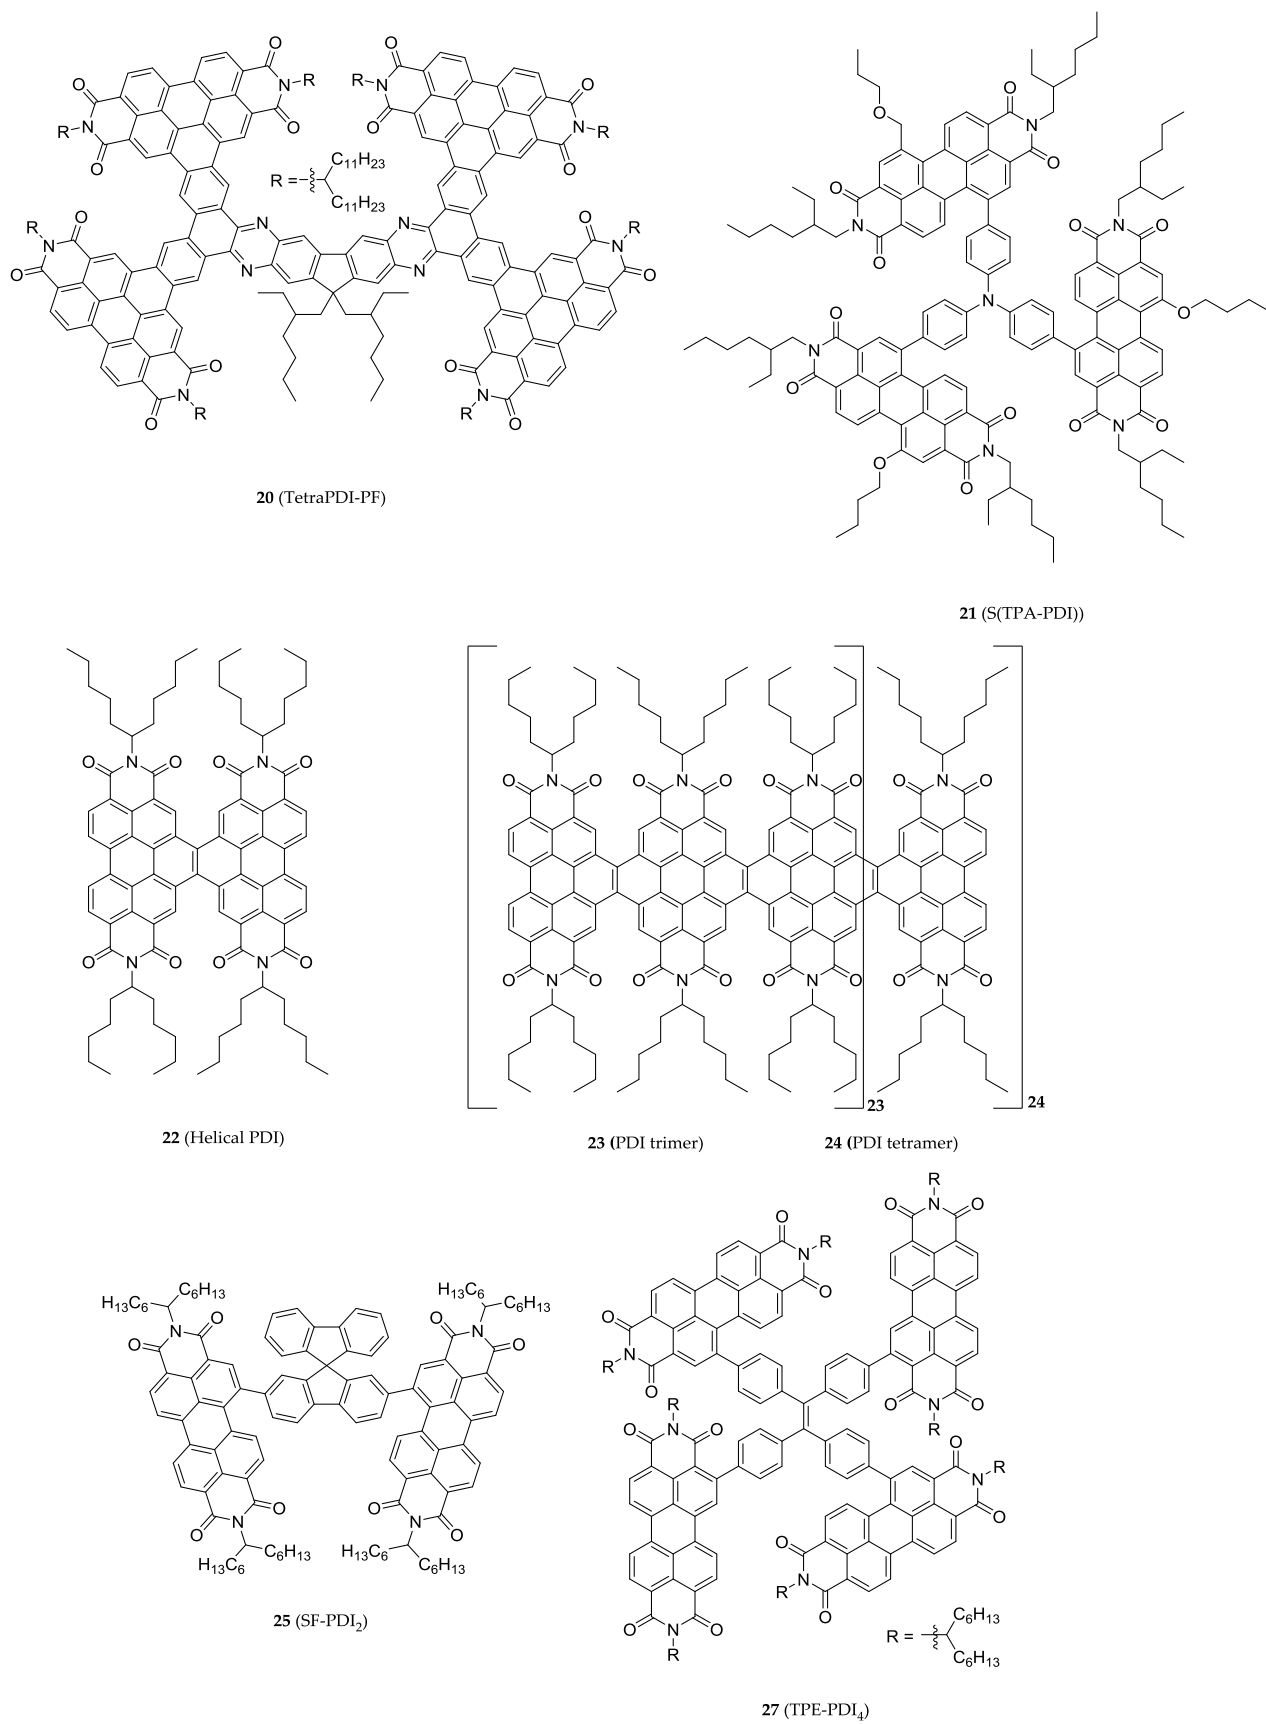 O
O
N
R
O
O
N
R
O
O
O
R
N
O
O
N
R
O
C11H23
R =
C11H23
N
N
N
N
R
O
N
O
O
N
R
O
O
R
N
O
O
N
R
O
20 (TetraPDI-PF)
O
O
N
O
O
N
O
N
O
N
O
O
O
N
O
O
O
N
O
O
N
O
O
O
N
O
21 (S(TPA-PDI))
O N O
O N O
O N O
O N O
22 (Helical PDI)
O N O
O N O
O N O
O N O
O N O
O N O
O N O
O N O
23
24
23 (PDI trimer)
24 (PDI tetramer)
C6H13
H13C6
O
N
O
O
N
O
H13C6
C6H13
H13C6
C6H13
O
N
O
O
N
O
H13C6
C6H13
25 (SF-PDI2)
O
N
R
O
O
N
R
O
R
O N O
O N O
R
R
O N O
O N O
R
O
N
R
O
O
N
R
O
C6H13
R =
C6H13
27 (TPE-PDI4)